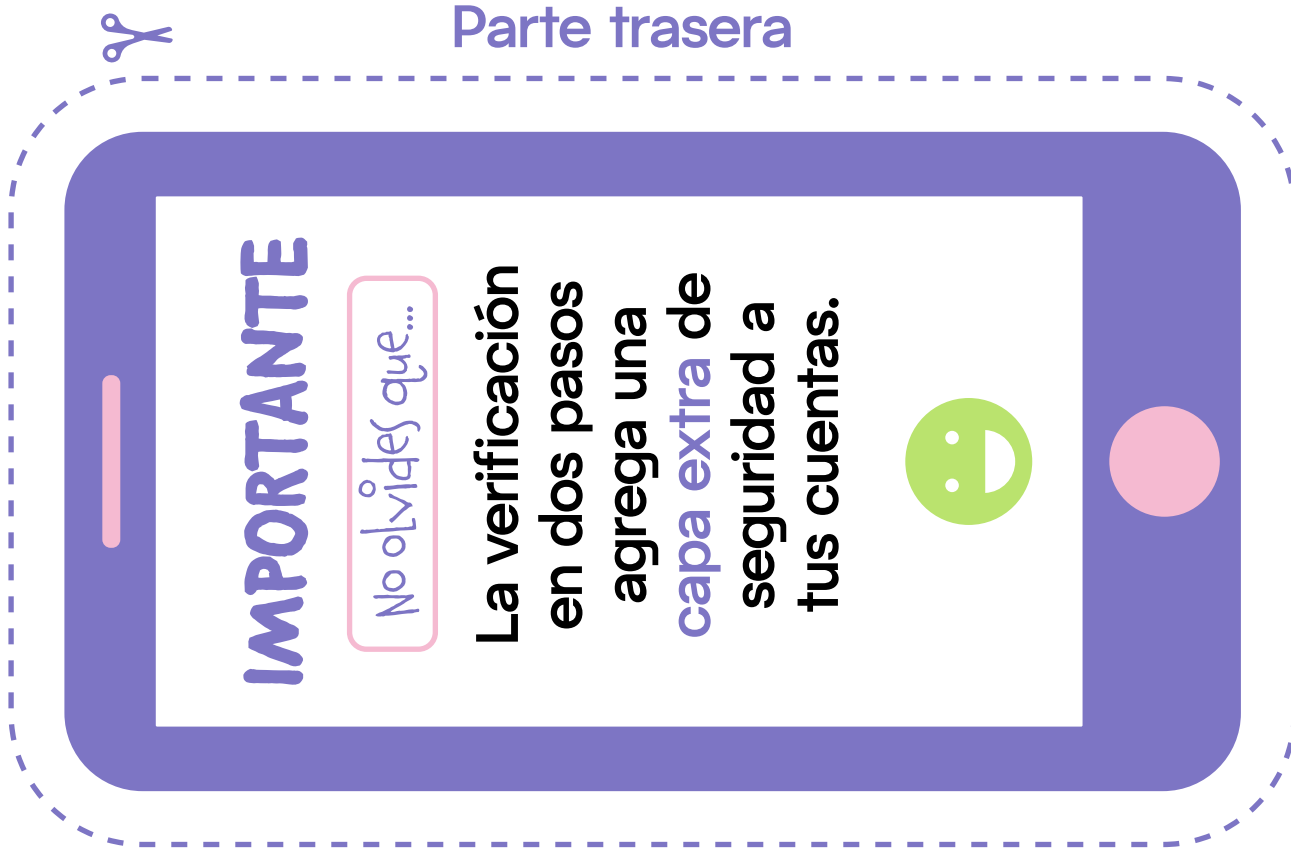 Parte trasera
IMPORTANTE
No olvides que...
La verificación
en dos pasos
agrega una
capa extra de
seguridad a
tus cuentas.